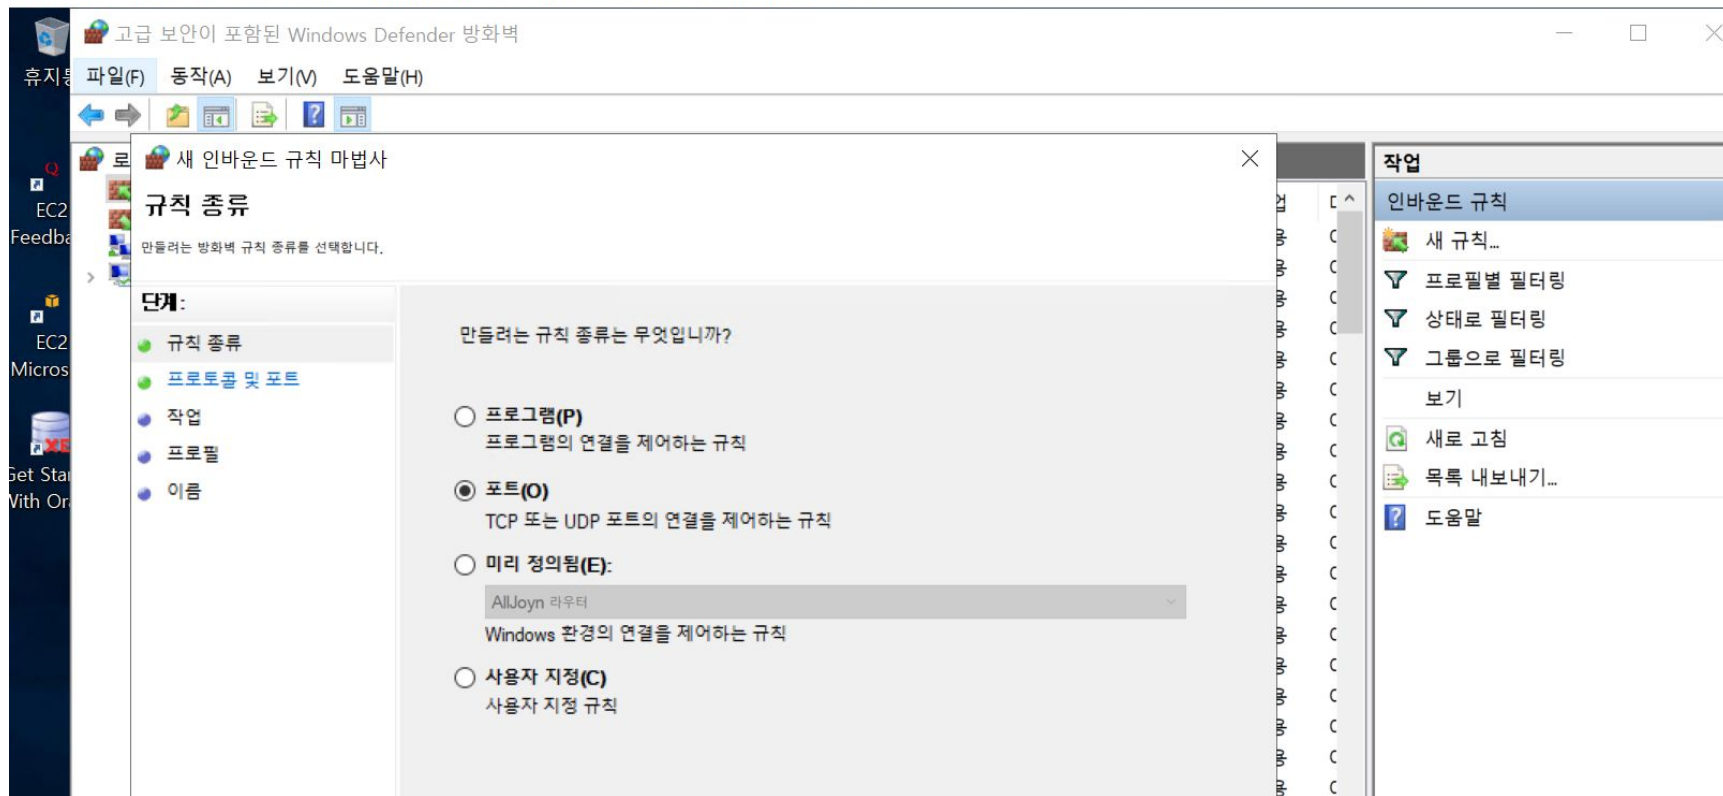 고급 보안이 포함된 Windows Defender 방화벽
휴지통
파일(F) 동작(A) 보기(V) 도움말(H)
로
새 인바운드 규칙 마법사
작업
규칙 종류
인바운드 규칙
EC2
Feedba
만들려는 방화벽 규칙 종류를 선택합니다.
새 규칙...
프로필별 필터링
단계:
상태로 필터링
만들려는 규칙 종류는 무엇입니까?
규칙 종류
EC2
그룹으로 필터링
Micros
프로토콜 및 포트
보기
작업
프로그램(P)
프로그램의 연결을 제어하는 규칙
새로 고침
프로필
XE
Get Star
목록 내보내기...
이름
포트(O)
With Ora
TCP 또는 UDP 포트의 연결을 제어하는 규칙
도움말
미리 정의됨(E):
AllJoyn 라우터
Windows 환경의 연결을 제어하는 규칙
사용자 지정(C)
사용자 지정 규칙